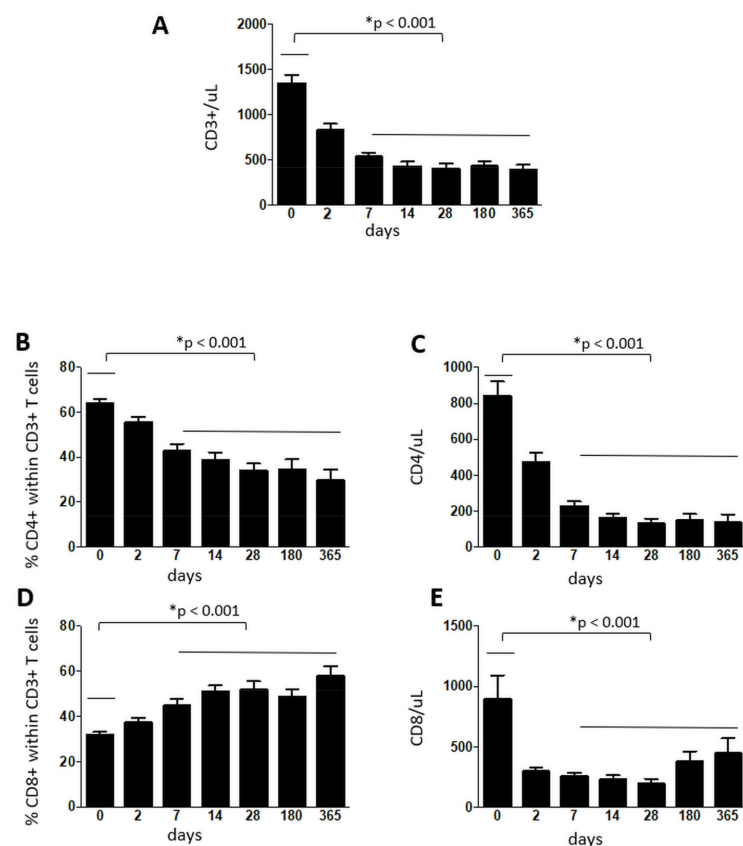 A
*p < 0.001
CD3+/uL
2000
1500
1000
500
0
0 2 7 14 28 180 365
days
B
*p < 0.001
% CD4+ within CD3+ T cells
80
60
40
20
0
0 2 7 14 28 180 365
days
C
*p < 0.001
CD4/uL
1000
800
600
400
200
0
0 2 7 14 28 180 365
days
D
*p < 0.001
% CD8+ within CD3+ T cells
80
60
40
20
0
0 2 7 14 28 180 365
days
E
*p < 0.001
CD8/uL
1500
1000
500
0
0 2 7 14 28 180 365
days